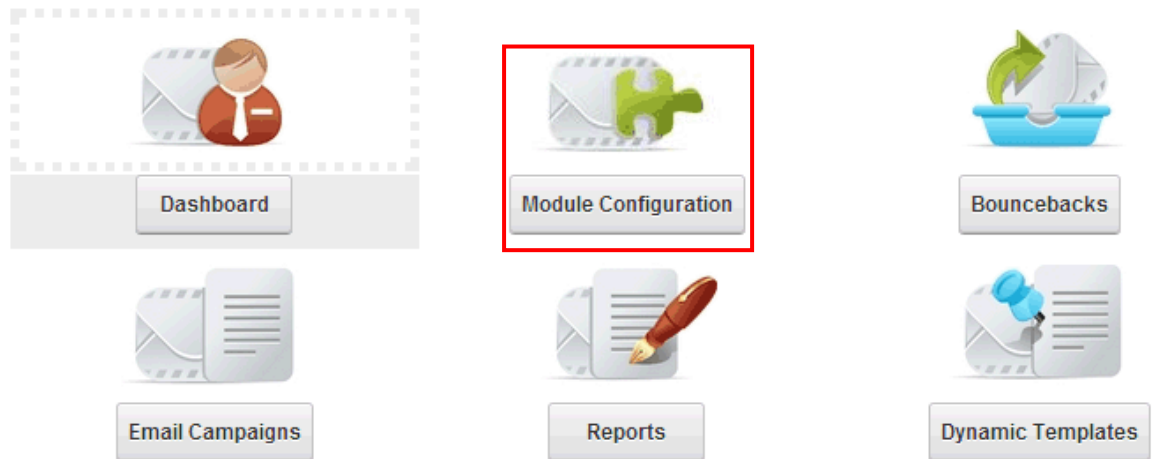 Dashboard
Module Configuration
Bouncebacks
Email Campaigns
Reports
Dynamic Templates